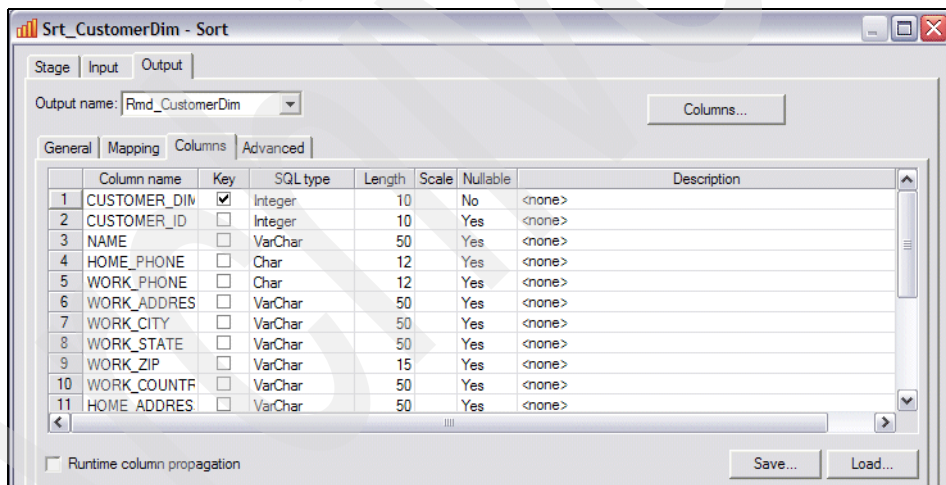 Srt_CustomerDim - Sort
Stage Input Output
Output name: Rmd_CustomerDim Columns...
General Mapping Columns Advanced
Column name Key SQL type Length Scale Nullable Description
1 CUSTOMER_DIM Integer 10 No <none>
2 CUSTOMER_ID Integer 10 Yes <none>
3 NAME VarChar 50 Yes <none>
4 HOME_PHONE Char 12 Yes <none>
5 WORK_PHONE Char 12 Yes <none>
6 WORK_ADDRES VarChar 50 Yes <none>
7 WORK_CITY VarChar 50 Yes <none>
8 WORK_STATE VarChar 50 Yes <none>
9 WORK_ZIP VarChar 15 Yes <none>
10 WORK_COUNTR VarChar 50 Yes <none>
11 HOME_ADDRES VarChar 50 Yes <none>
Runtime column propagation Save... Load...